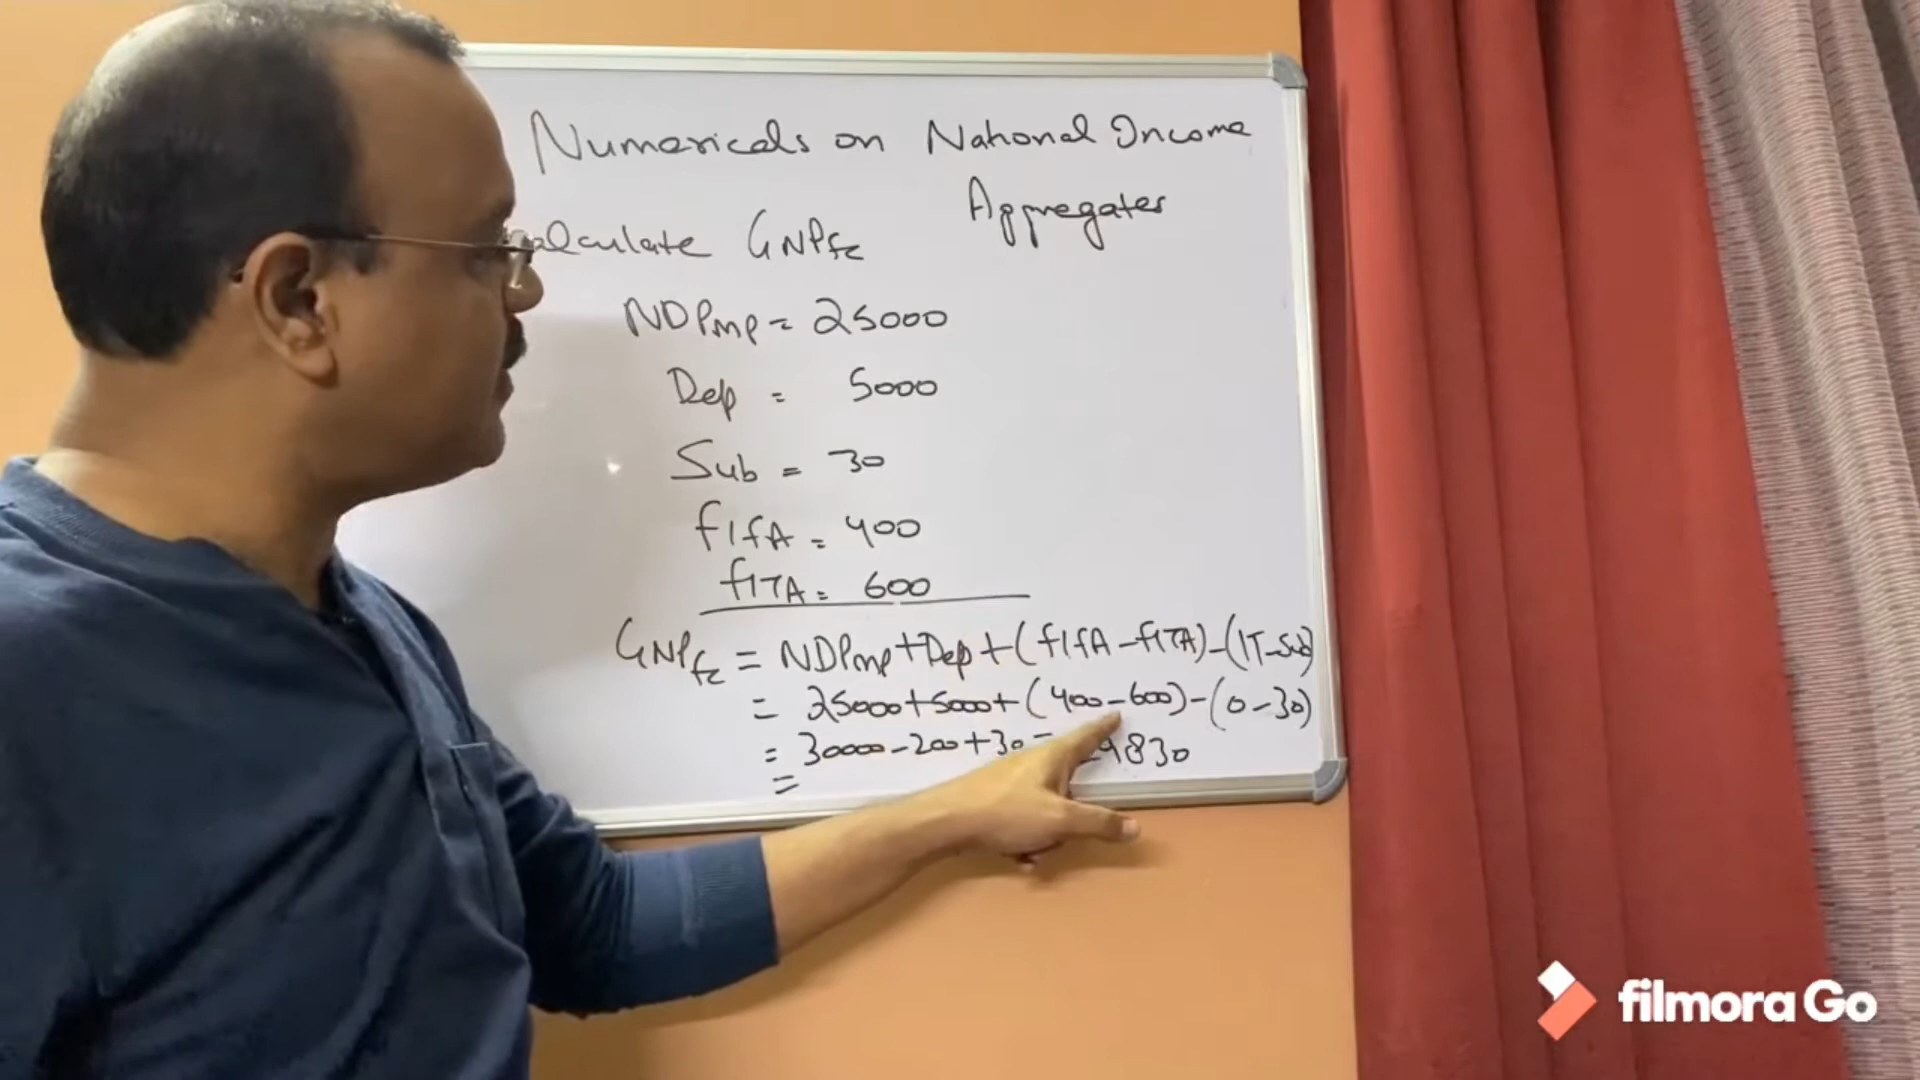 Numericals on National Income
Aggregates
alculate GNPfc
NDPmp = 25000
Dep = 5000
Sub = 30
fIfA = 400
fITA = 600
GNPfc = NDPmp + Dep + (fIfA - fITA) - (IT - Sub)
= 25000 + 5000 + (400 - 600) - (0 - 30)
= 30000 - 200 + 30 = 29830
=
filmora Go